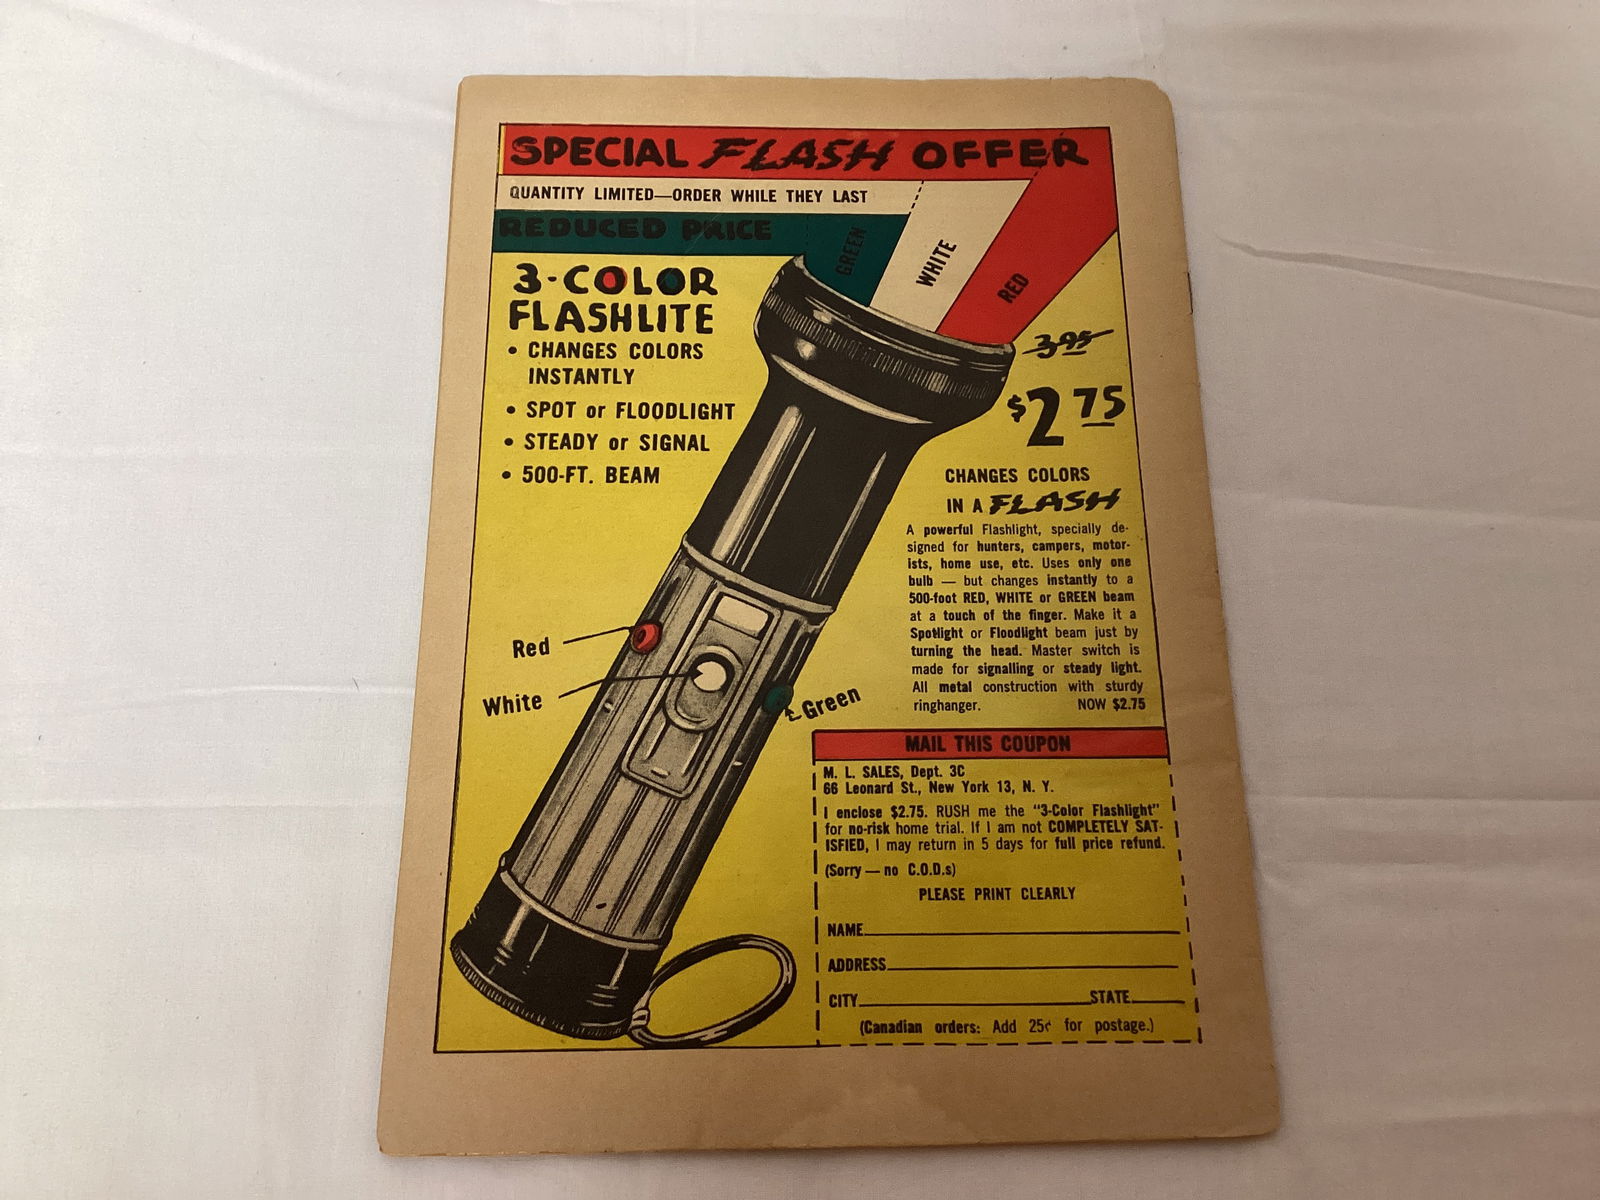 SPECIAL FLASH OFFER
QUANTITY LIMITED—ORDER WHILE THEY LAST
REDUCED PRICE
GREEN
WHITE
RED
3-COLOR
FLASHLITE
• CHANGES COLORS
INSTANTLY
• SPOT or FLOODLIGHT
• STEADY or SIGNAL
• 500-FT. BEAM
3.95
$2.75
CHANGES COLORS
IN A FLASH
A powerful Flashlight, specially de-
signed for hunters, campers, motor-
ists, home use, etc. Uses only one
bulb — but changes instantly to a
500-foot RED, WHITE or GREEN beam
at a touch of the finger. Make it a
Spotlight or Floodlight beam just by
turning the head. Master switch is
made for signalling or steady light.
All metal construction with sturdy
ringhanger. NOW $2.75
Red
White
Green
MAIL THIS COUPON
M. L. SALES, Dept. 3C
66 Leonard St., New York 13, N. Y.
I enclose $2.75. RUSH me the "3-Color Flashlight"
for no-risk home trial. If I am not COMPLETELY SAT-
ISFIED, I may return in 5 days for full price refund.
(Sorry — no C.O.D.s)
PLEASE PRINT CLEARLY
NAME
ADDRESS
CITY STATE
(Canadian orders: Add 25¢ for postage.)